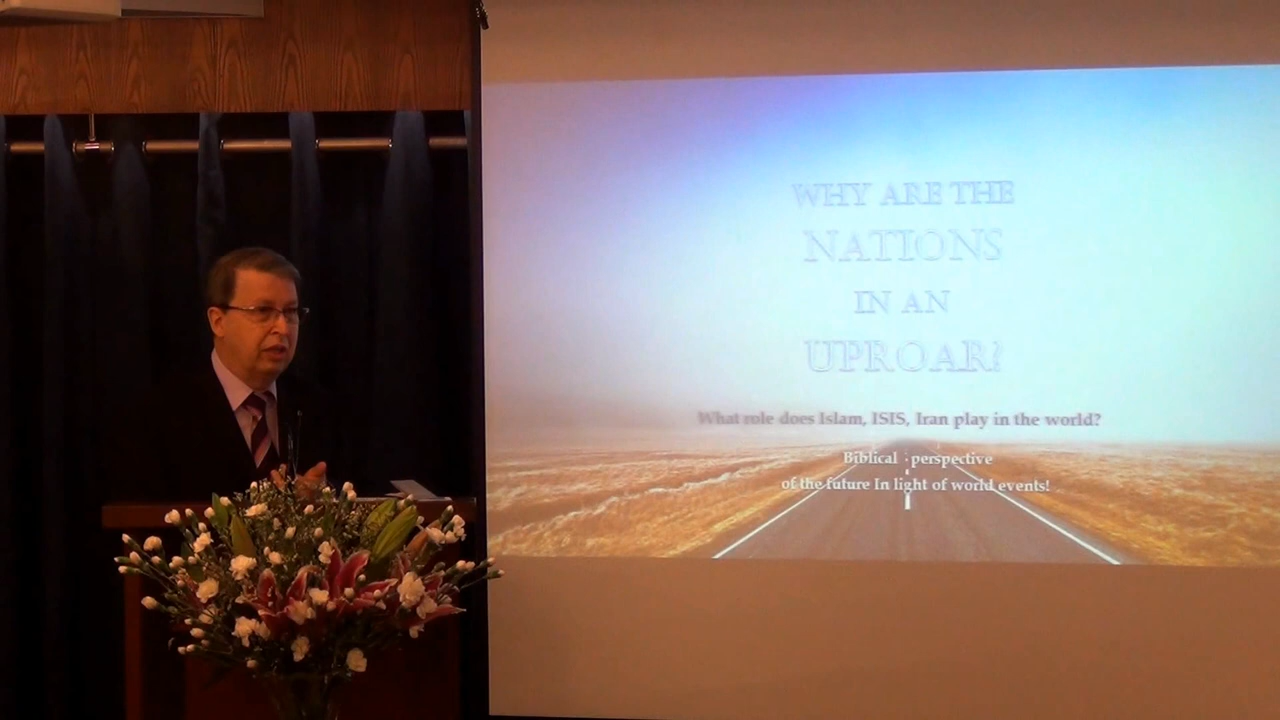 WHY ARE THE
NATIONS
IN AN
UPROAR?
What role does Islam, ISIS, Iran play in the world?
Biblical perspective
of the future In light of world events!